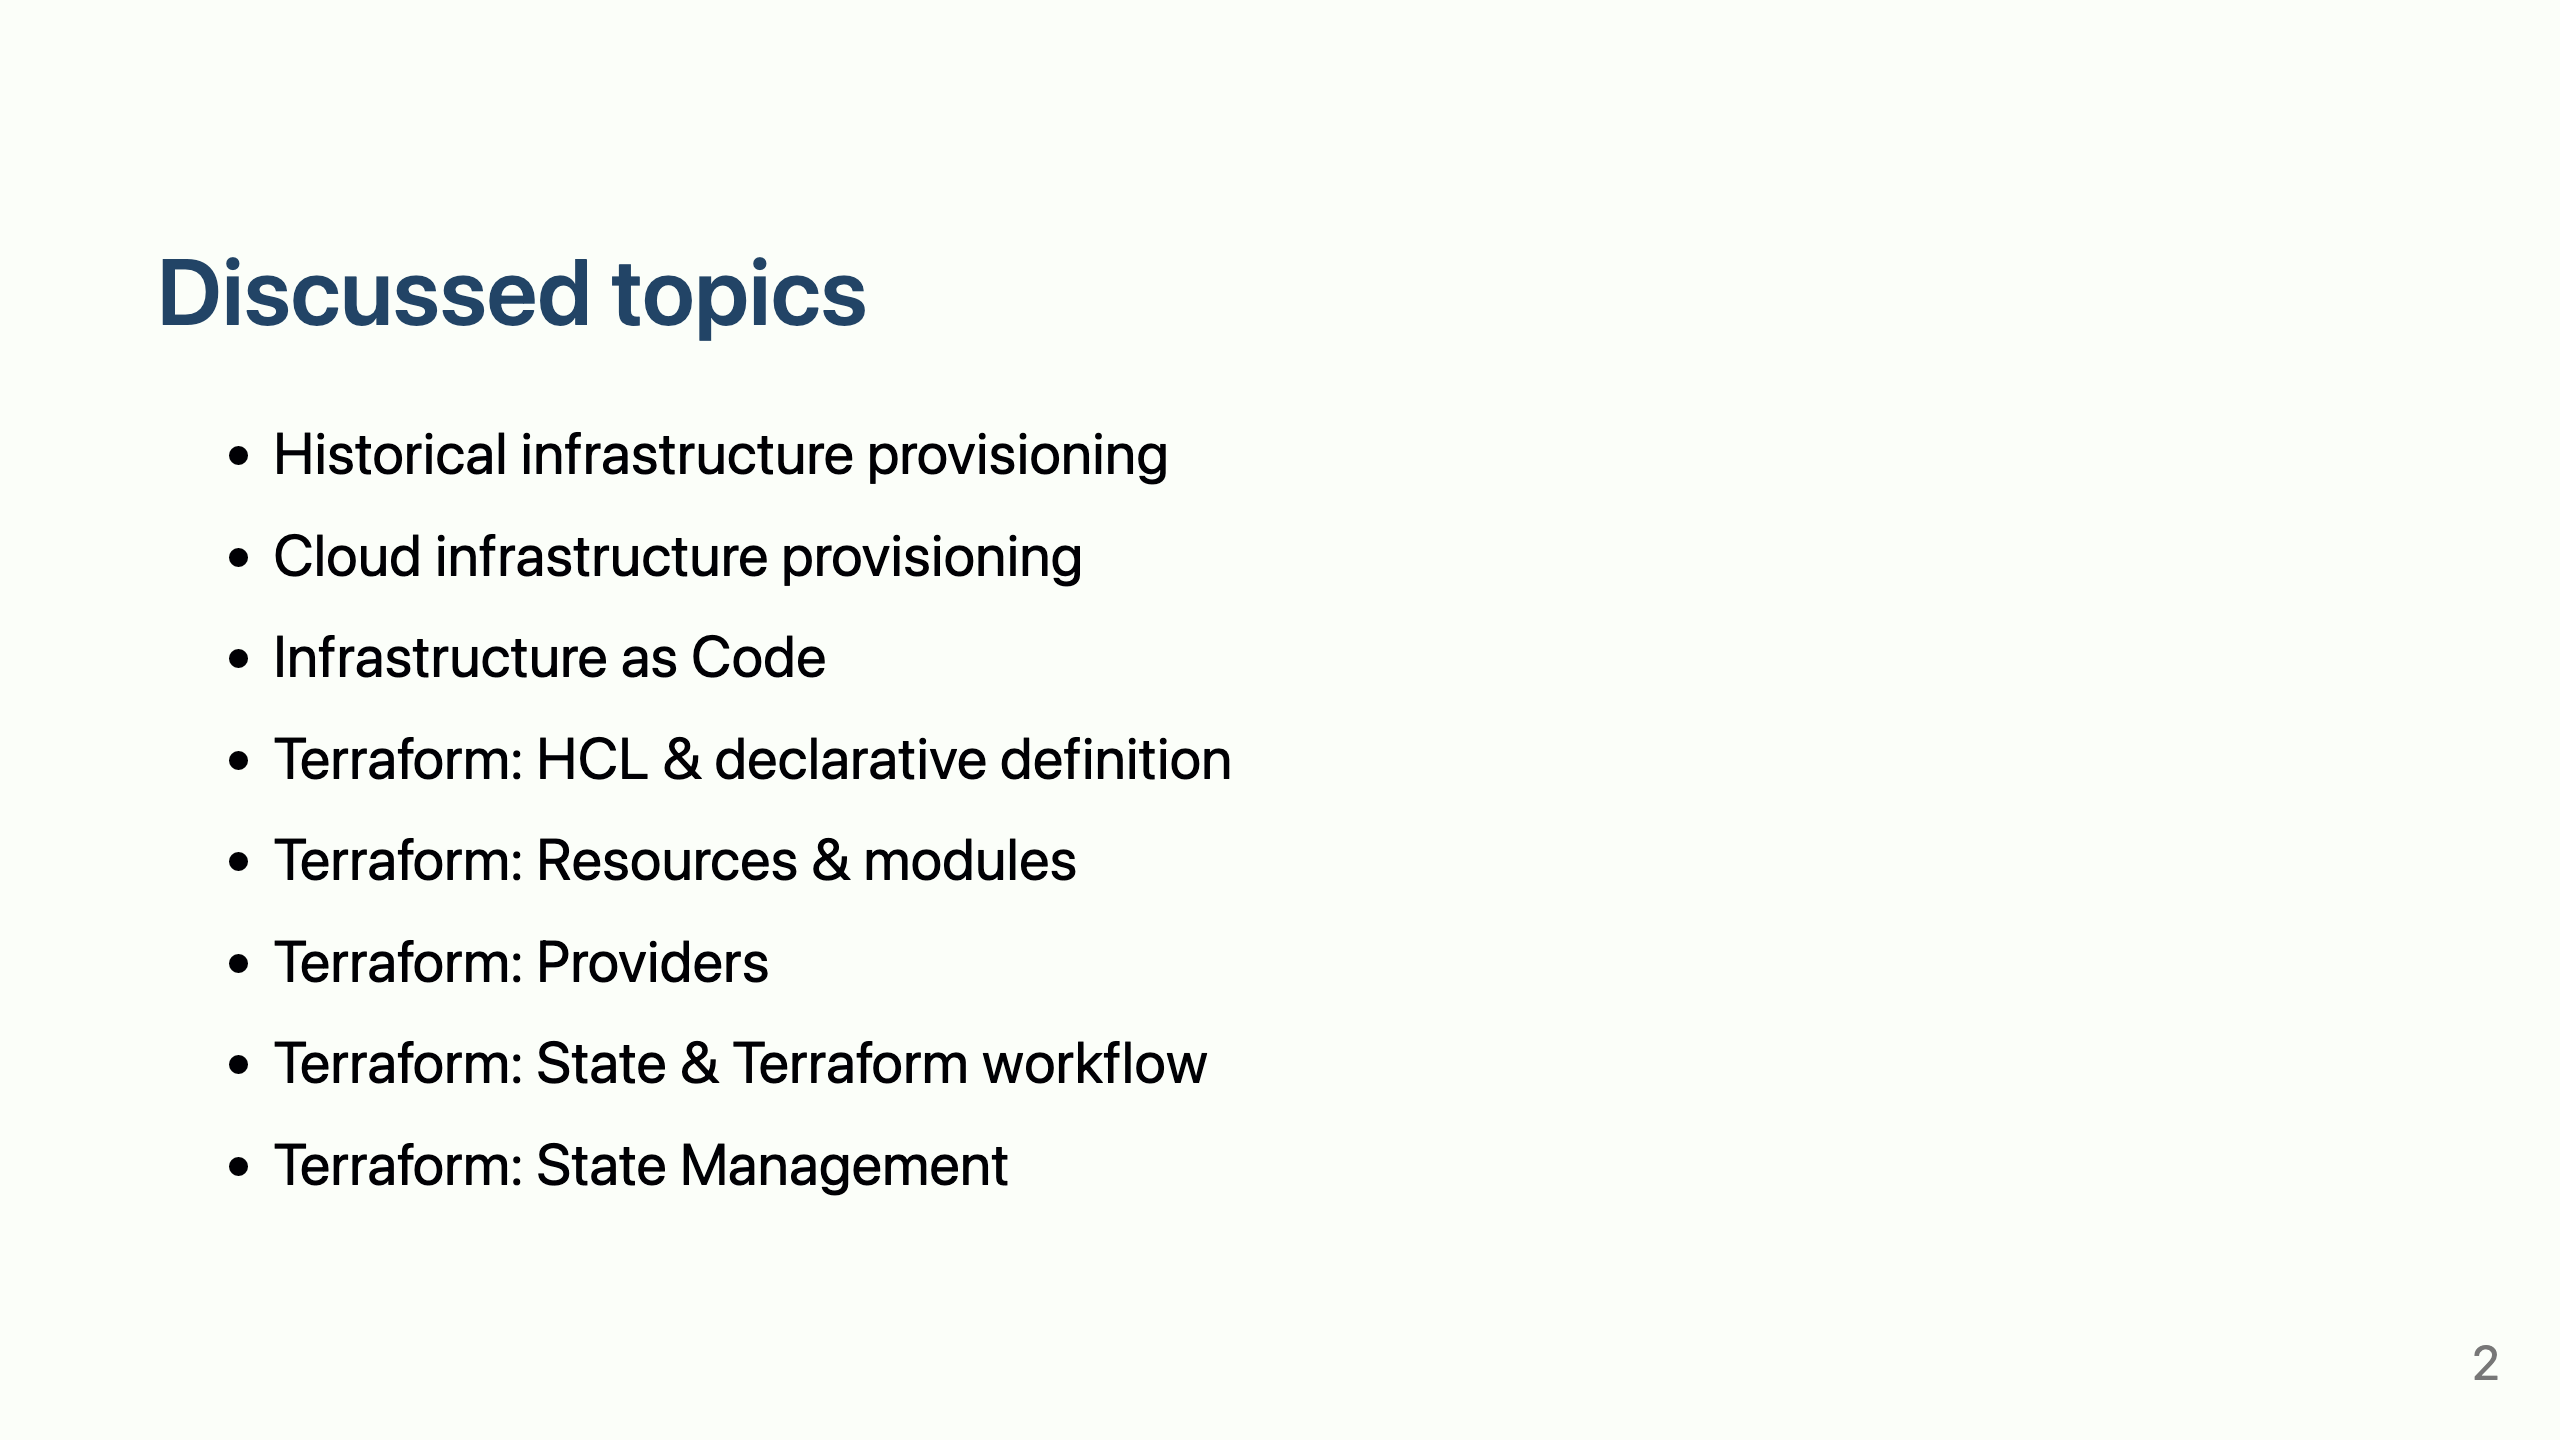 Discussed topics
• Historical infrastructure provisioning
• Cloud infrastructure provisioning
• Infrastructure as Code
• Terraform: HCL & declarative definition
• Terraform: Resources & modules
• Terraform: Providers
• Terraform: State & Terraform workflow
• Terraform: State Management
2